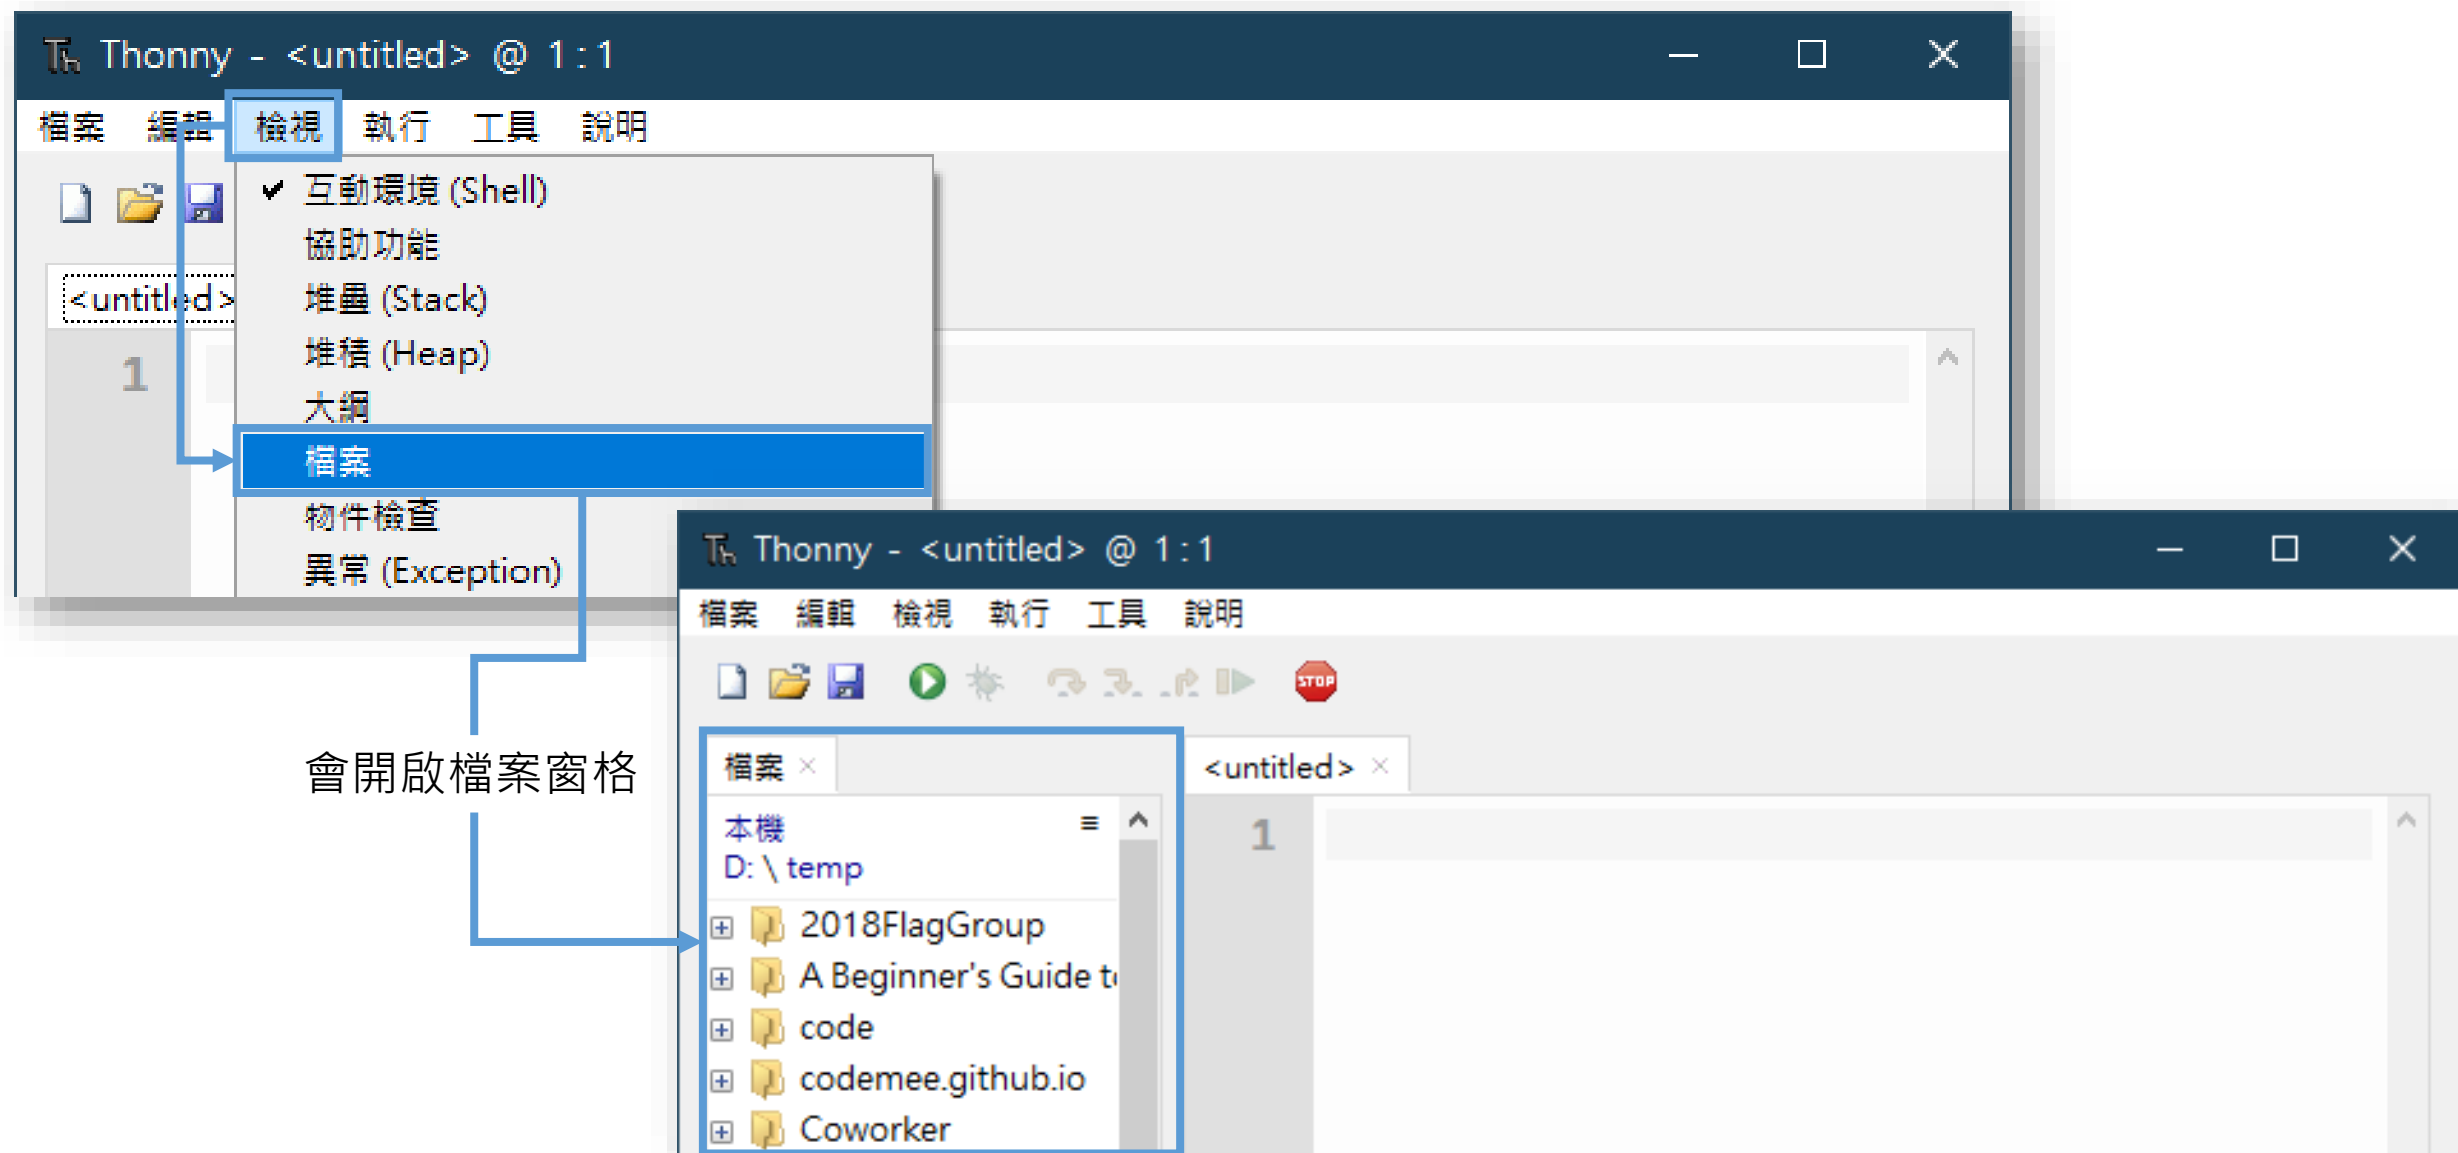 Thonny - <untitled> @ 1 : 1
檔案 編輯 檢視 執行 工具 說明
✔ 互動環境 (Shell)
協助功能
堆疊 (Stack)
堆積 (Heap)
大綱
檔案
物件檢查
異常 (Exception)
<untitled>
1
會開啟檔案窗格
Thonny - <untitled> @ 1 : 1
檔案 編輯 檢視 執行 工具 說明
STOP
檔案 ×
本機 ≡
D: \ temp
2018FlagGroup
A Beginner's Guide
code
codemee.github.io
Coworker
<untitled> ×
1